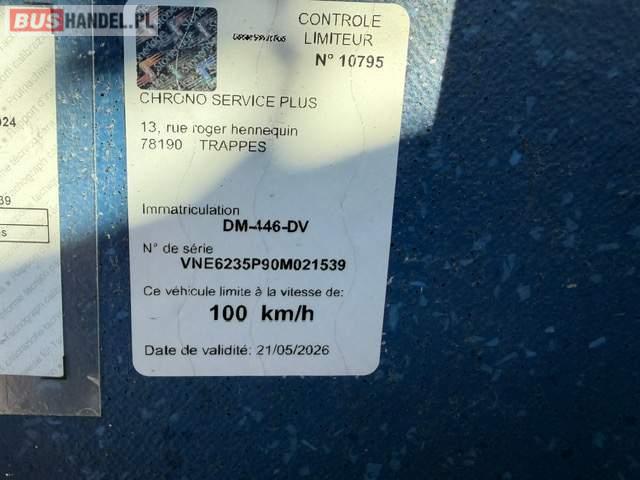 BUSHANDEL.PL
CONTROLE
LIMITEUR
N° 10795
CHRONO SERVICE PLUS
13, rue roger hennequin
78190 TRAPPES
Immatriculation
DM-446-DV
N° de série
VNE6235P90M021539
Ce véhicule limite à la vitesse de:
100 km/h
Date de validité: 21/05/2026